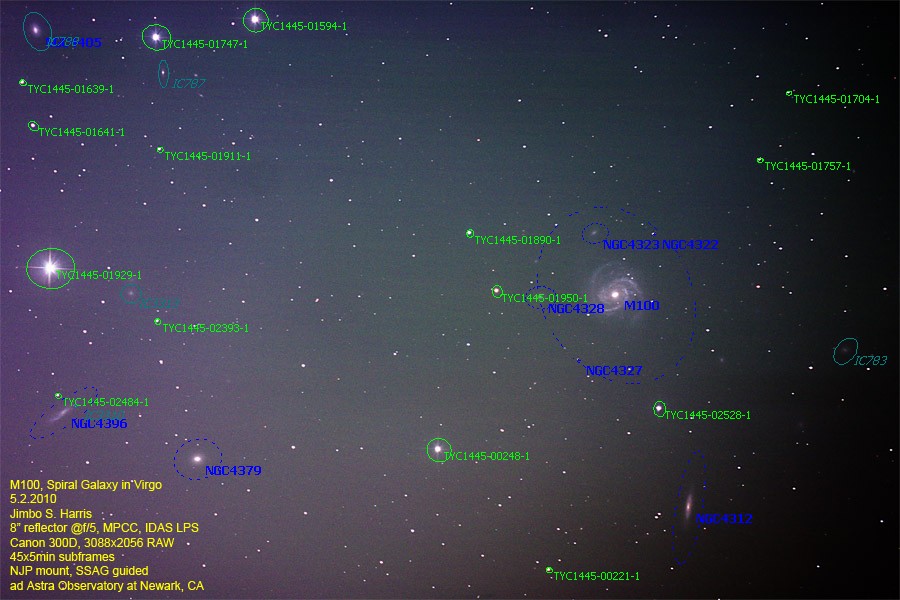 TYC1445-01594-1
IC788
TYC1445-01747-1
IC787
TYC1445-01639-1
TYC1445-01704-1
TYC1445-01641-1
TYC1445-01911-1
TYC1445-01757-1
TYC1445-01890-1
NGC4323 NGC4322
TYC1445-01929-1
TYC1445-01950-1
NGC4328
M100
TYC1445-02393-1
IC783
NGC4327
TYC1445-02484-1
TYC1445-02528-1
NGC4396
TYC1445-00248-1
NGC4379
M100, Spiral Galaxy in Virgo
5.2.2010
Jimbo S. Harris
8" reflector @f/5, MPCC, IDAS LPS
Canon 300D, 3088x2056 RAW
45x5min subframes
NJP mount, SSAG guided
ad Astra Observatory at Newark, CA
NGC4312
TYC1445-00221-1